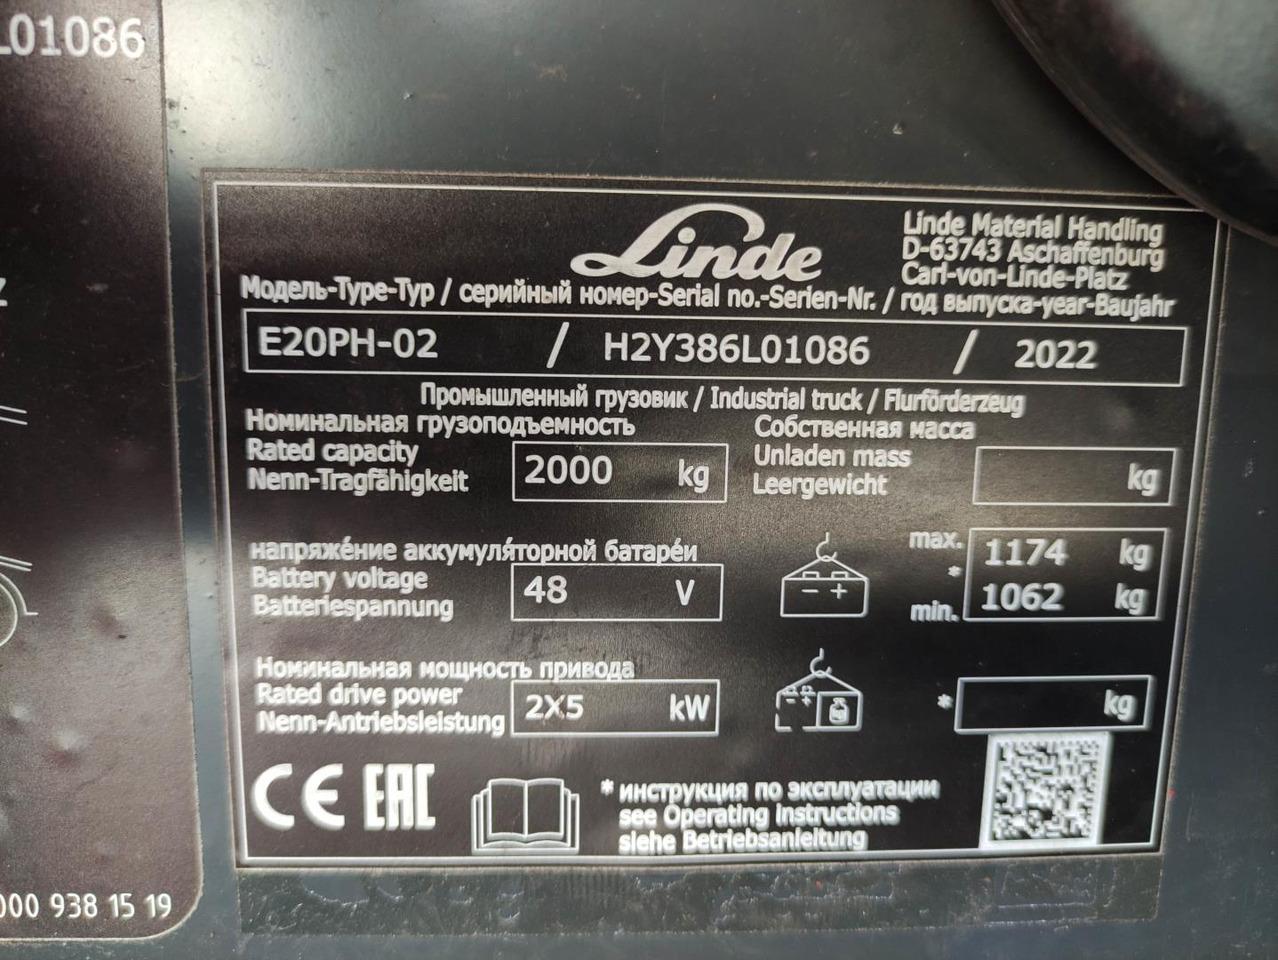 L01086
Linde
Linde Material Handling
D-63743 Aschaffenburg
Carl-von-Linde-Platz
Модель-Type-Typ / серийный номер-Serial no.-Serien-Nr. / год выпуска-year-Baujahr
E20PH-02 / H2Y386L01086 / 2022
Промышленный грузовик / Industrial truck / Flurförderzeug
Номинальная грузоподъемность
Rated capacity
Nenn-Tragfähigkeit
2000 kg
Собственная масса
Unladen mass
Leergewicht
kg
напряже́ние аккумуля́торной батаре́и
Battery voltage
Batteriespannung
48 V
- +
max. 1174 kg
*
min. 1062 kg
Номинальная мощность привода
Rated drive power
Nenn-Antriebsleistung
2X5 kW
- +
* kg
CE EAC
* инструкция по эксплуатации
see Operating instructions
siehe Betriebsanleitung
000 938 15 19